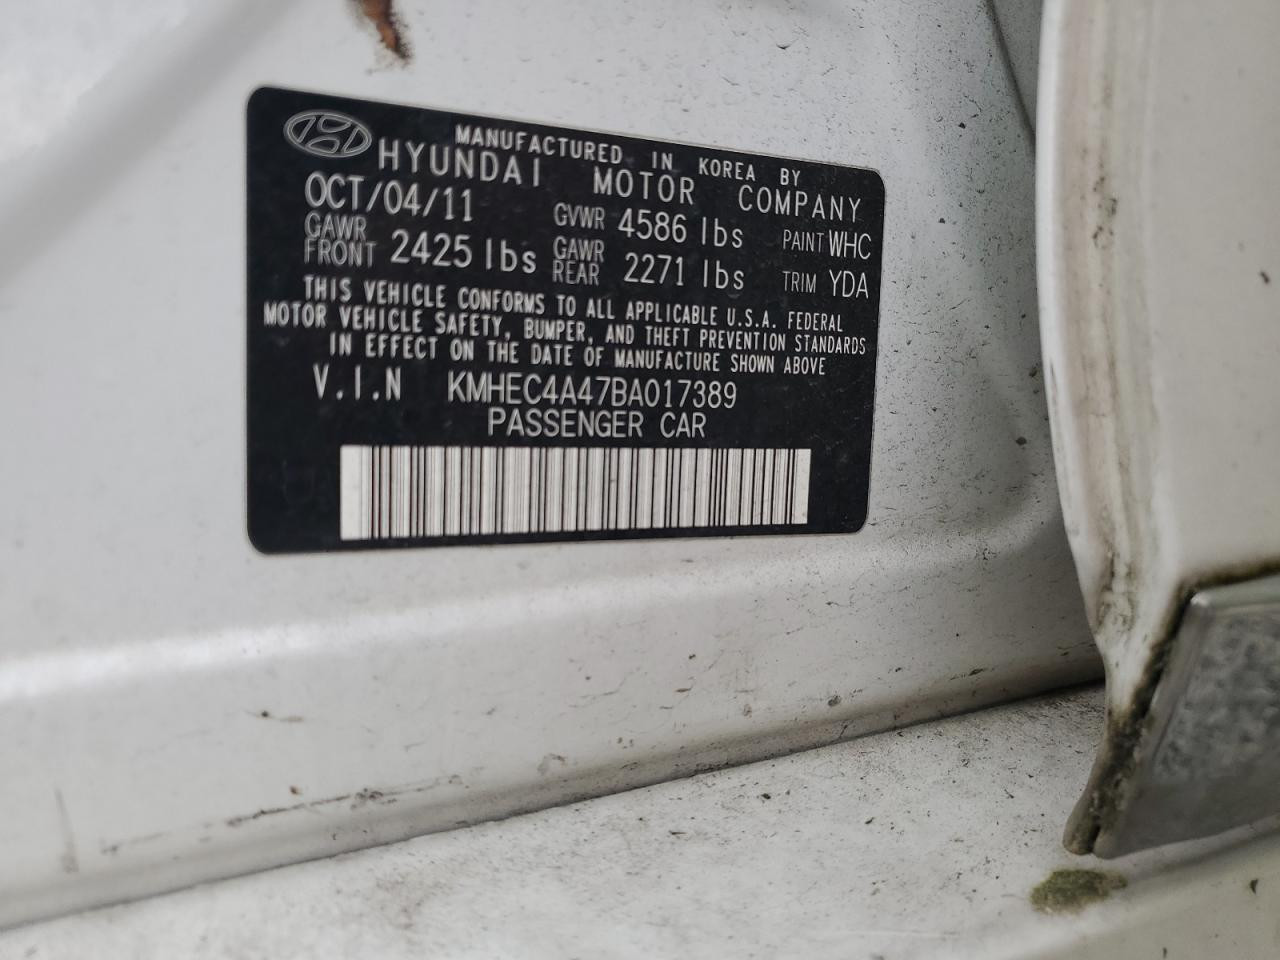 MANUFACTURED IN KOREA BY
HYUNDAI MOTOR COMPANY
OCT/04/11 GVWR 4586 lbs PAINT WHC
GAWR FRONT 2425 lbs GAWR REAR 2271 lbs TRIM YDA
THIS VEHICLE CONFORMS TO ALL APPLICABLE U.S.A. FEDERAL
MOTOR VEHICLE SAFETY, BUMPER, AND THEFT PREVENTION STANDARDS
IN EFFECT ON THE DATE OF MANUFACTURE SHOWN ABOVE
V.I.N KMHEC4A47BA017389
PASSENGER CAR